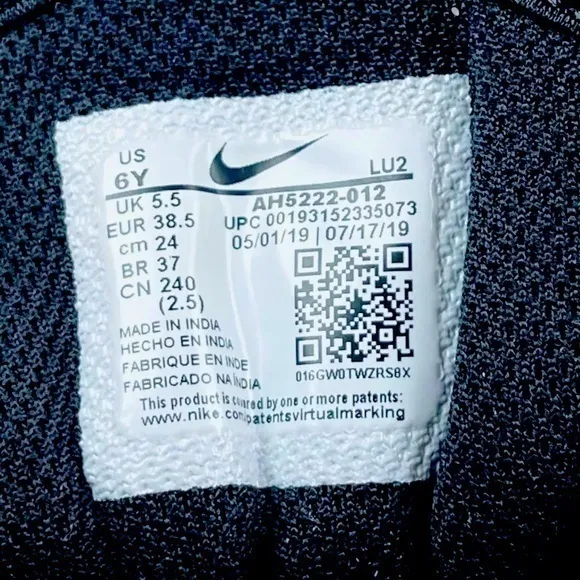 US
6Y
LU2
UK 5.5
AH5222-012
EUR 38.5
UPC 00193152335073
cm 24
05/01/19 | 07/17/19
BR 37
CN 240
(2.5)
MADE IN INDIA
HECHO EN INDIA
FABRIQUE EN INDE
FABRICADO NA INDIA
016GW0TWZRS8X
This product is covered by one or more patents:
www.nike.com/patentsvirtualmarking